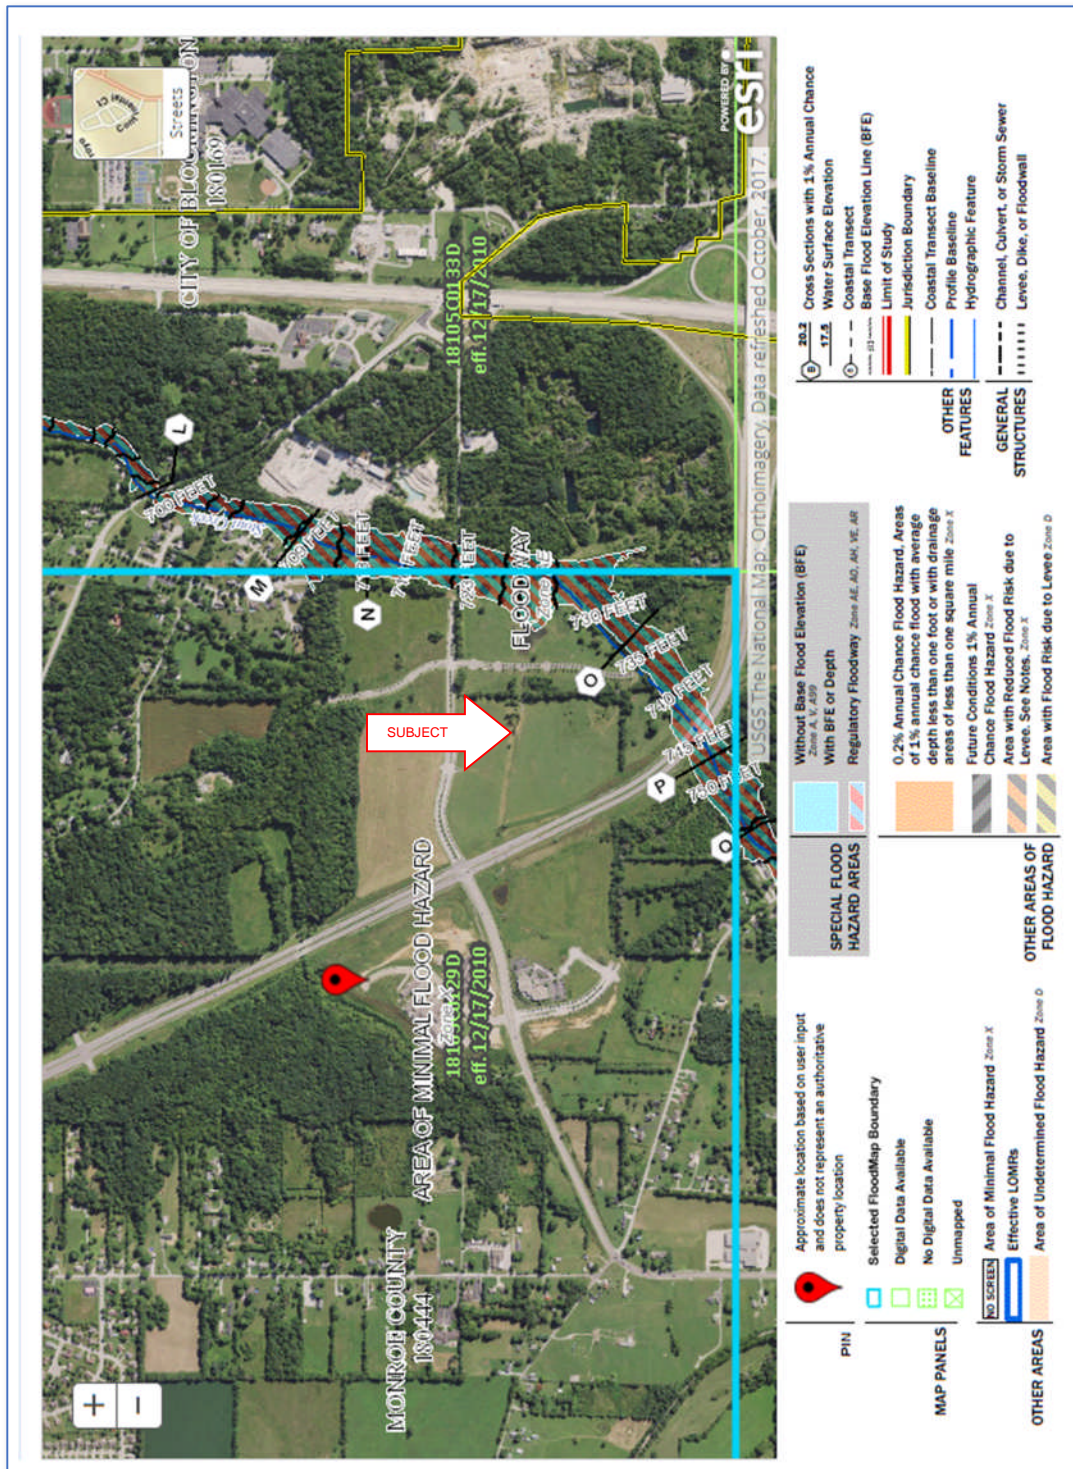 CITY OF BLOOMINGTON
180169
Streets
18105C0133D
eff. 12/17/2010
L
700 FEET
M
N
FLOODWAY
Zone AE
730 FEET
O
735 FEET
740 FEET
745 FEET
P
750 FEET
SUBJECT
AREA OF MINIMAL FLOOD HAZARD
Zone X
eff. 12/17/2010
MONROE COUNTY
180444
+
−
POWERED BY
esri
USGS The National Map: Orthoimagery. Data refreshed October, 2017.
PIN
Approximate location based on user input
and does not represent an authoritative
property location
MAP PANELS
Selected FloodMap Boundary
Digital Data Available
No Digital Data Available
Unmapped
OTHER AREAS
NO SCREEN Area of Minimal Flood Hazard Zone X
Effective LOMRs
Area of Undetermined Flood Hazard Zone D
SPECIAL FLOOD
HAZARD AREAS
Without Base Flood Elevation (BFE)
Zone A, V, A99
With BFE or Depth
Regulatory Floodway Zone AE, AO, AH, VE, AR
OTHER AREAS OF
FLOOD HAZARD
0.2% Annual Chance Flood Hazard, Areas
of 1% annual chance flood with average
depth less than one foot or with drainage
areas of less than one square mile Zone X
Future Conditions 1% Annual
Chance Flood Hazard Zone X
Area with Reduced Flood Risk due to
Levee. See Notes. Zone X
Area with Flood Risk due to Levee Zone D
OTHER
FEATURES
B 20.2 Cross Sections with 1% Annual Chance
17.5 Water Surface Elevation
8 Coastal Transect
513 Base Flood Elevation Line (BFE)
Limit of Study
Jurisdiction Boundary
Coastal Transect Baseline
Profile Baseline
Hydrographic Feature
GENERAL
STRUCTURES
Channel, Culvert, or Storm Sewer
Levee, Dike, or Floodwall